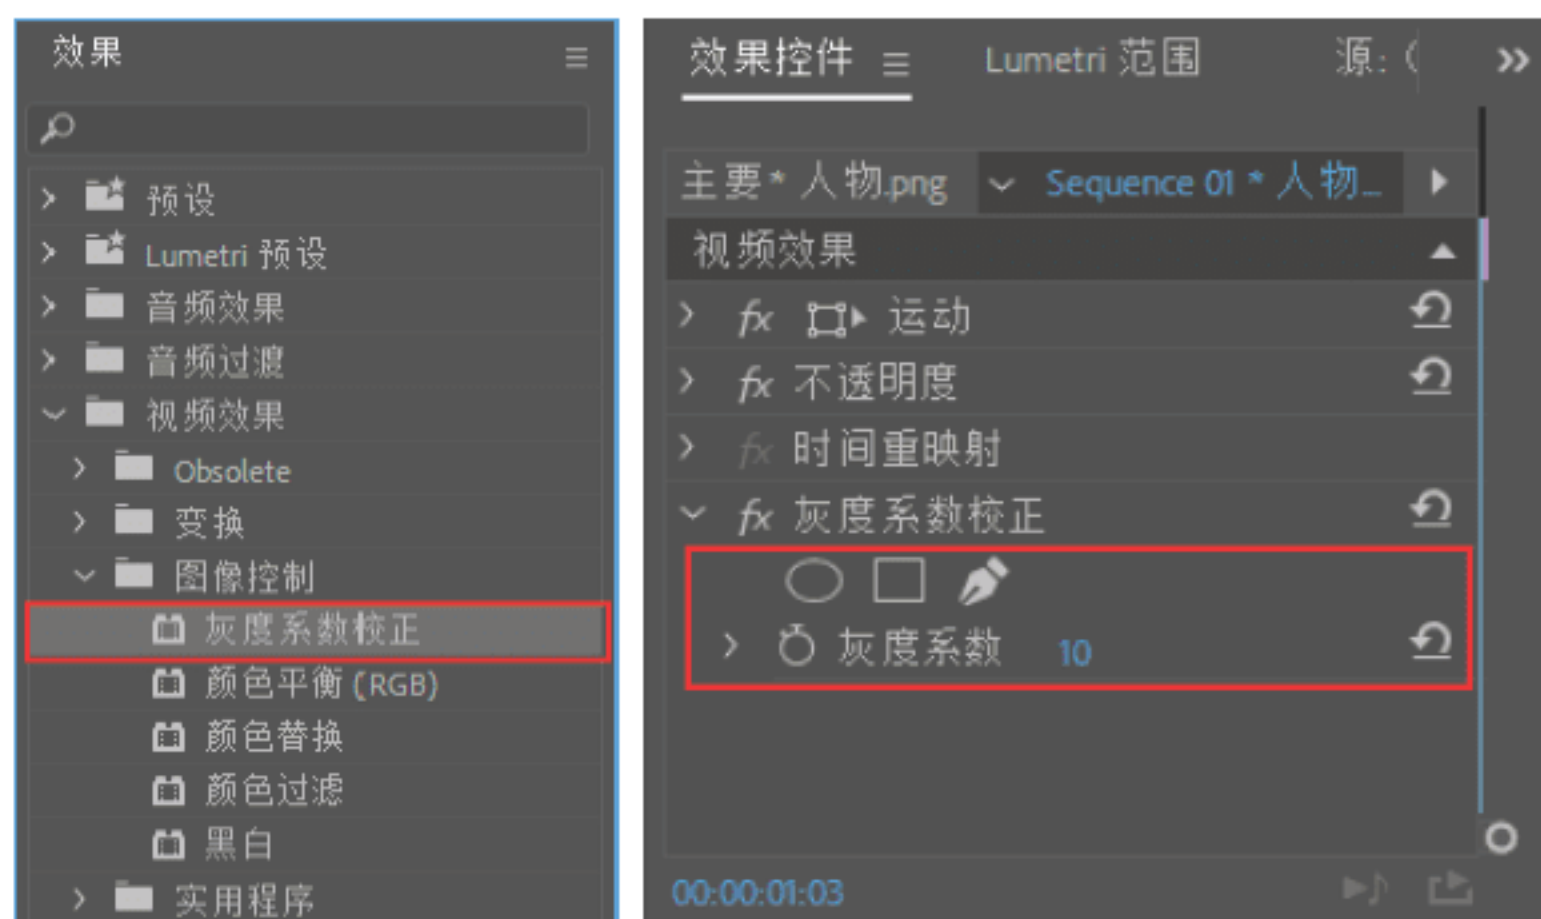 效果
预设
Lumetri 预设
音频效果
音频过渡
视频效果
Obsolete
变换
图像控制
灰度系数校正
颜色平衡 (RGB)
颜色替换
颜色过滤
黑白
实用程序
效果控件 Lumetri 范围 源: (
主要* 人物.png Sequence 01 * 人物...
视频效果
fx 运动
fx 不透明度
fx 时间重映射
fx 灰度系数校正
灰度系数 10
00:00:01:03